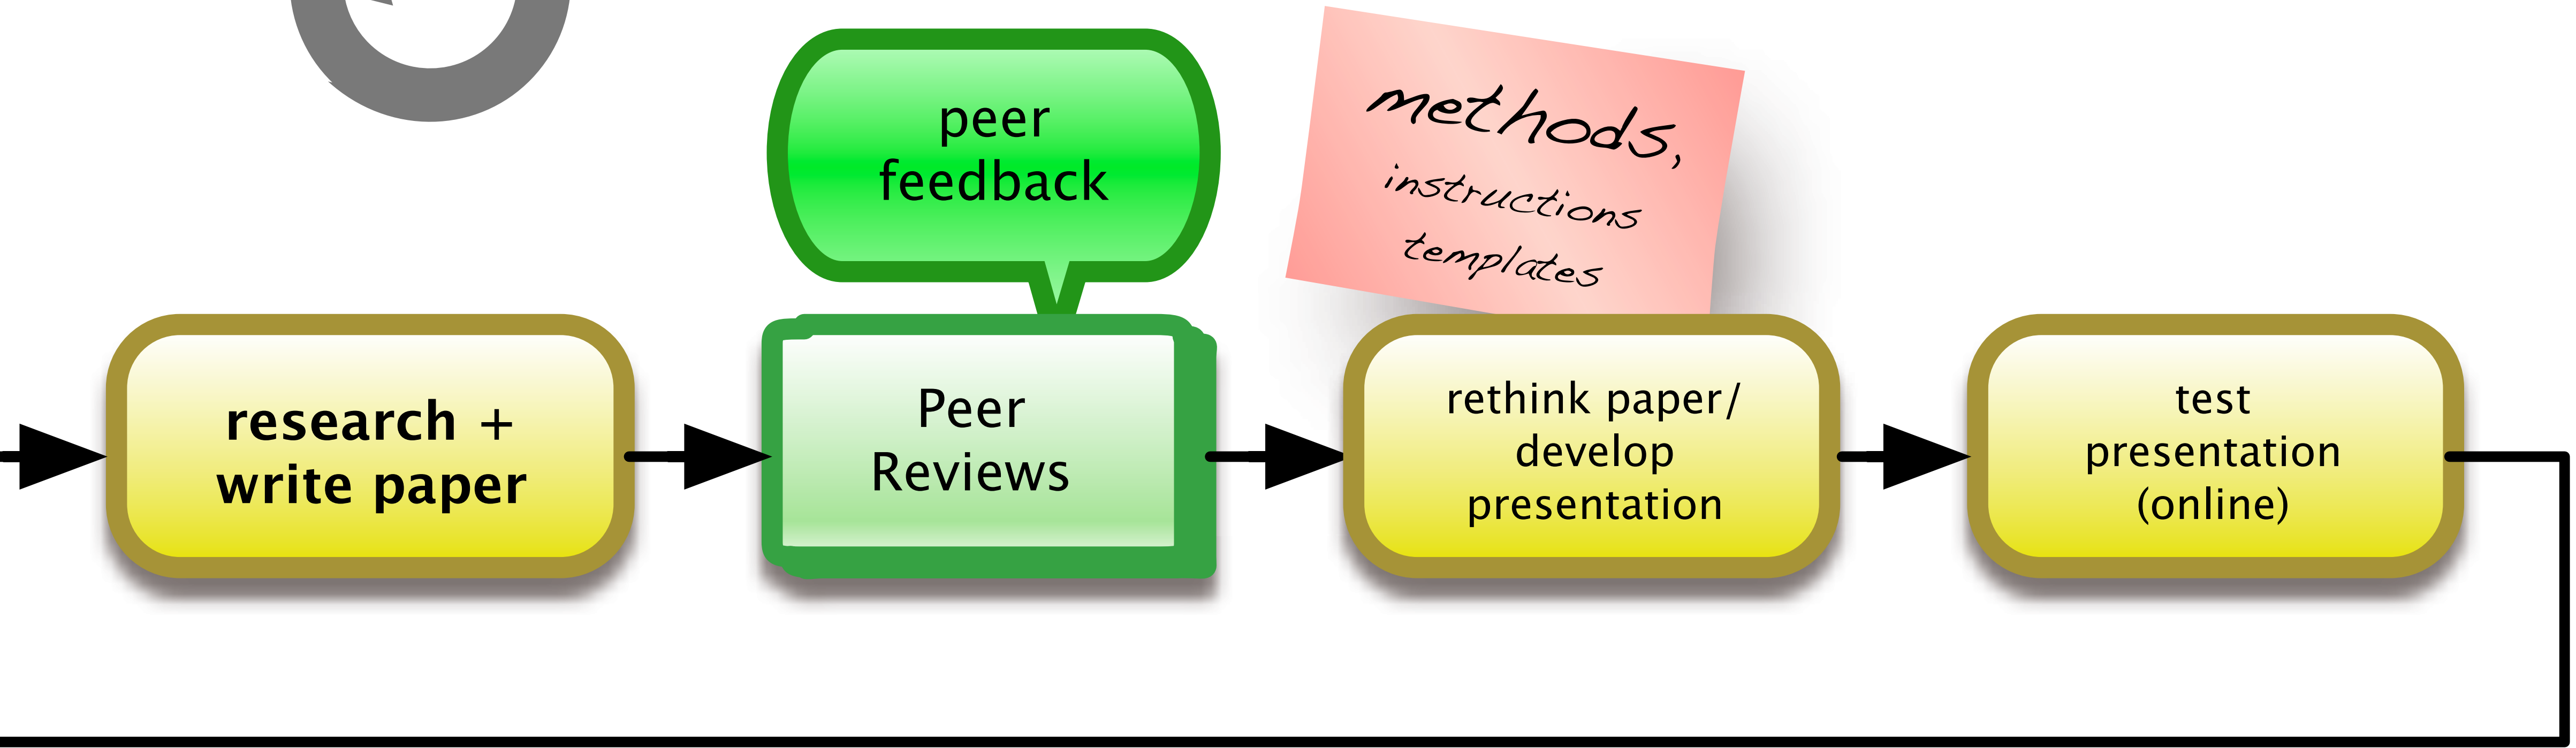 peer
feedback
methods,
instructions
templates
research +
write paper
Peer
Reviews
rethink paper/
develop
presentation
test
presentation
(online)